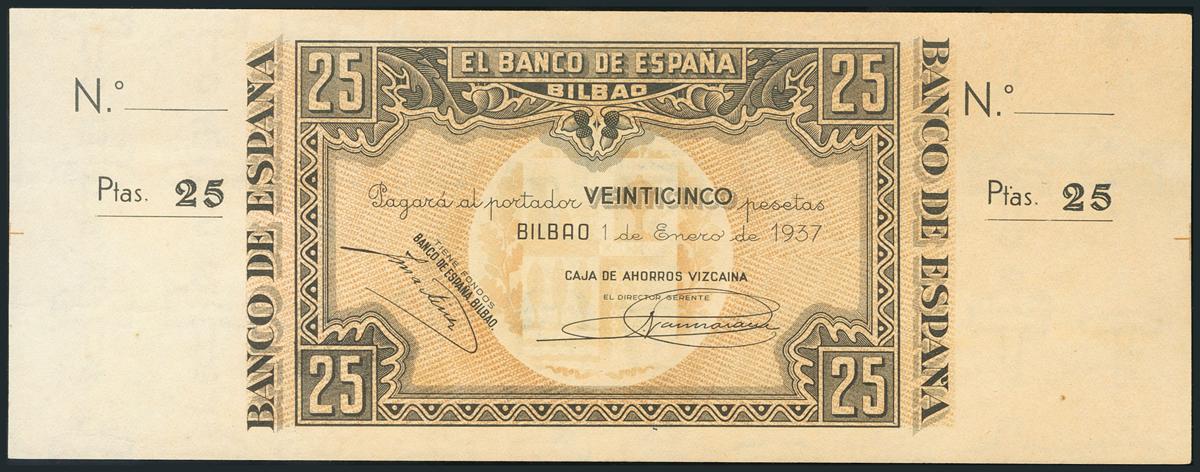 N.º
Ptas. 25
BANCO DE ESPAÑA
25
EL BANCO DE ESPAÑA
BILBAO
25
Pagará al portador VEINTICINCO pesetas
BILBAO 1 de Enero de 1937
TIENE FONDOS
BANCO DE ESPAÑA, BILBAO
CAJA DE AHORROS VIZCAINA
EL DIRECTOR GERENTE
25
25
BANCO DE ESPAÑA
N.º
Ptas. 25